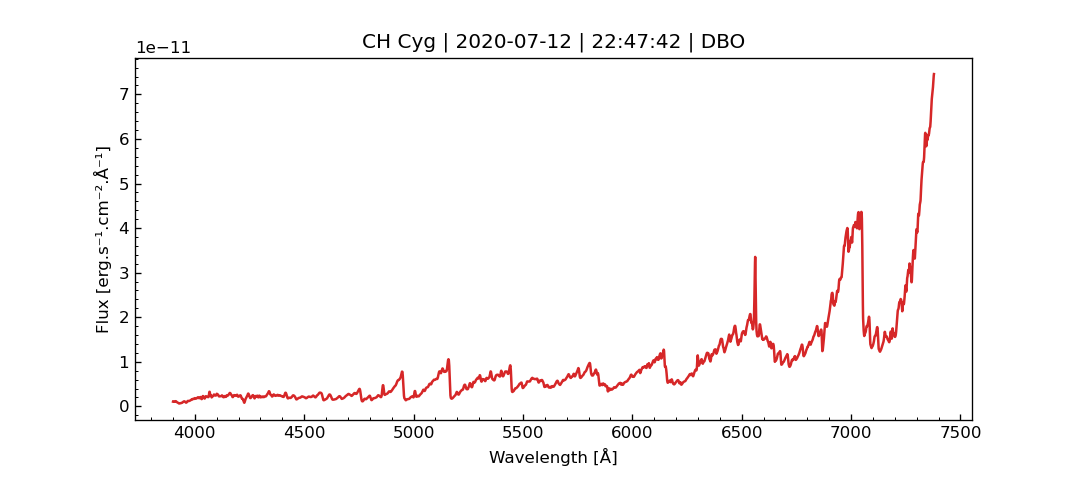 CH Cyg | 2020-07-12 | 22:47:42 | DBO
1e−11
7
6
5
4
3
2
1
0
Flux [erg.s⁻¹.cm⁻².Å⁻¹]
4000 4500 5000 5500 6000 6500 7000 7500
Wavelength [Å]